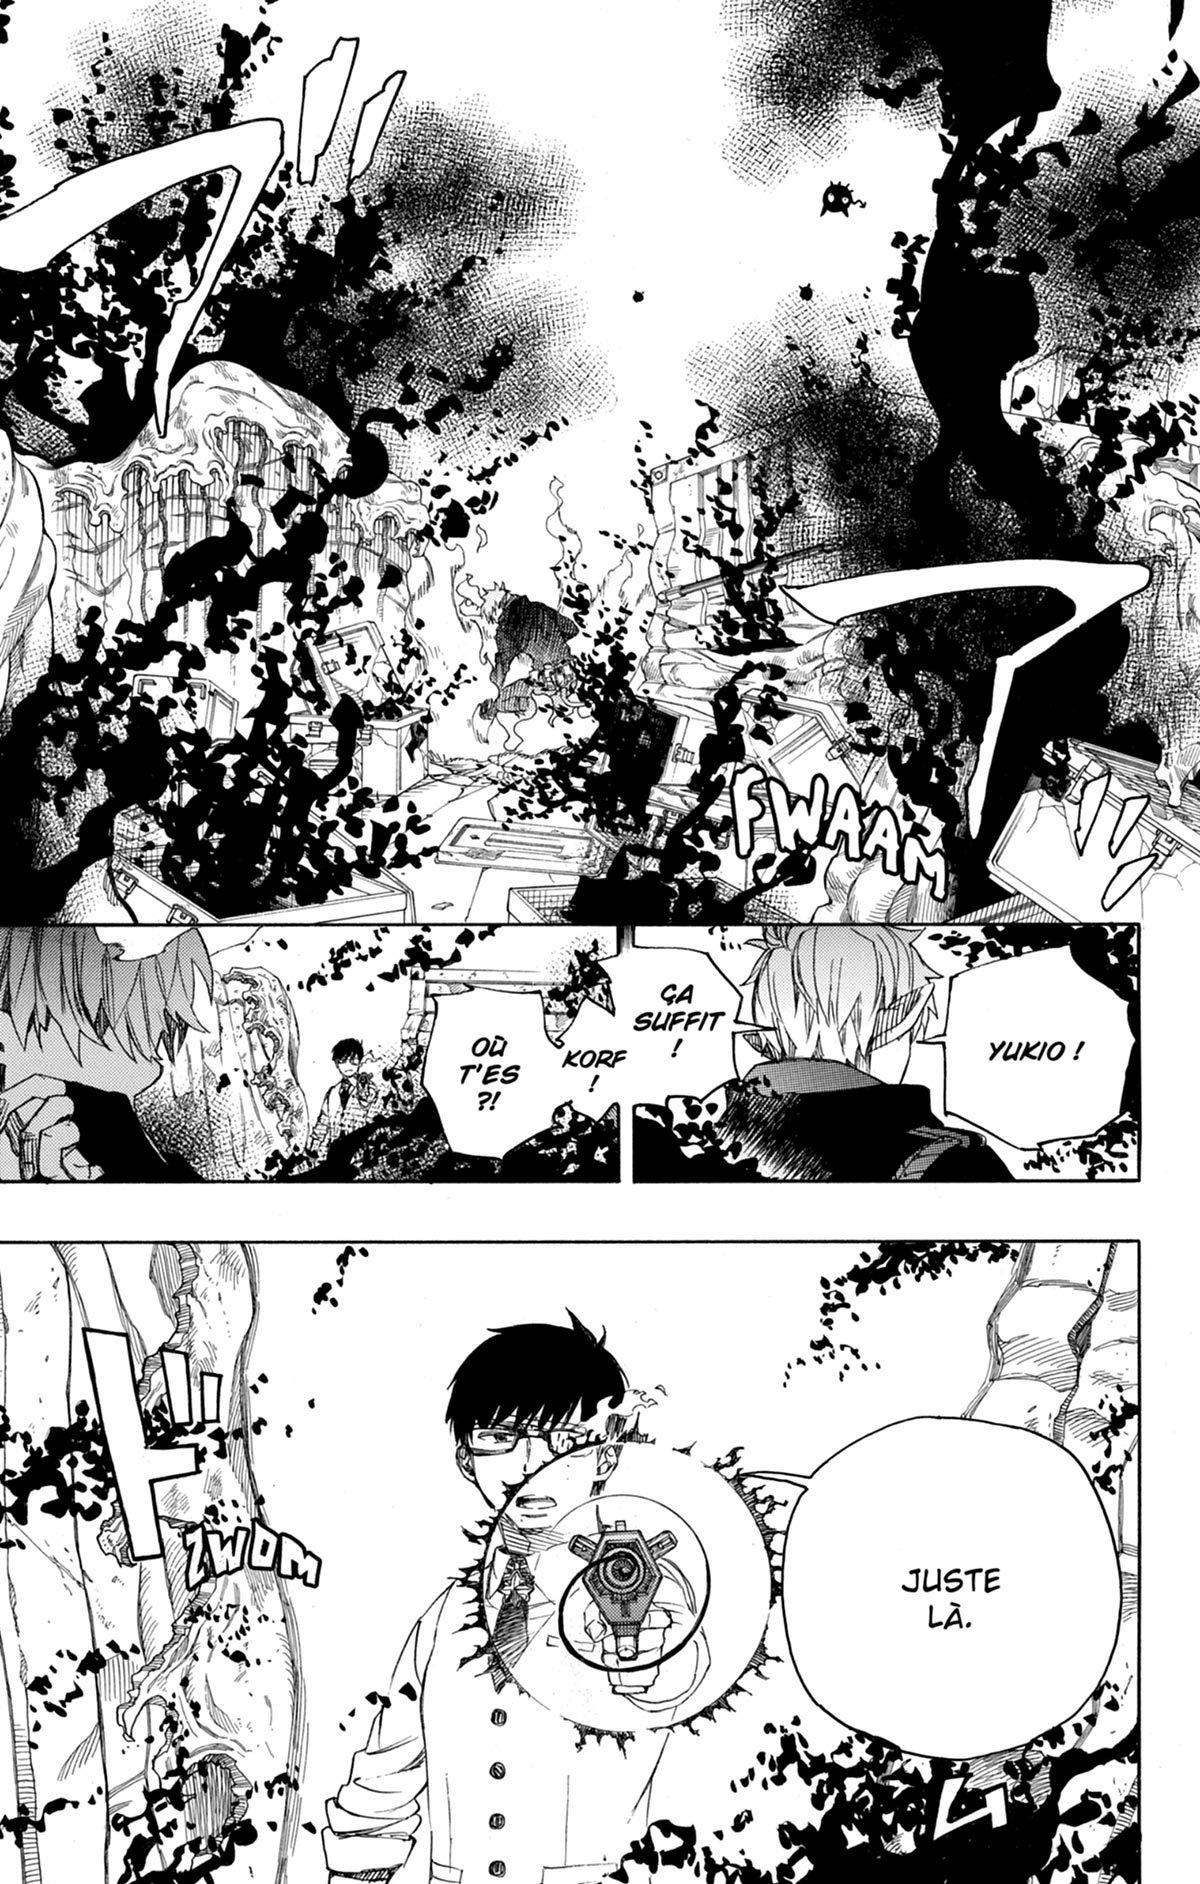 FWAAM
YUKIO !
ÇA
SUFFIT
!
KORF
!
OÙ
T'ES
?!
ZWOM
JUSTE
LÀ.